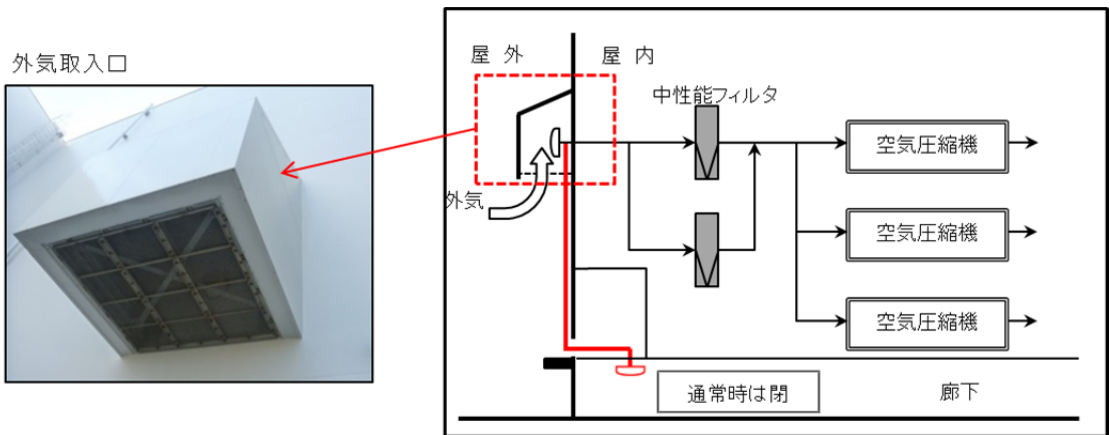 外気取入口
屋外
屋内
中性能フィルタ
空気圧縮機
外気
空気圧縮機
空気圧縮機
通常時は閉
廊下